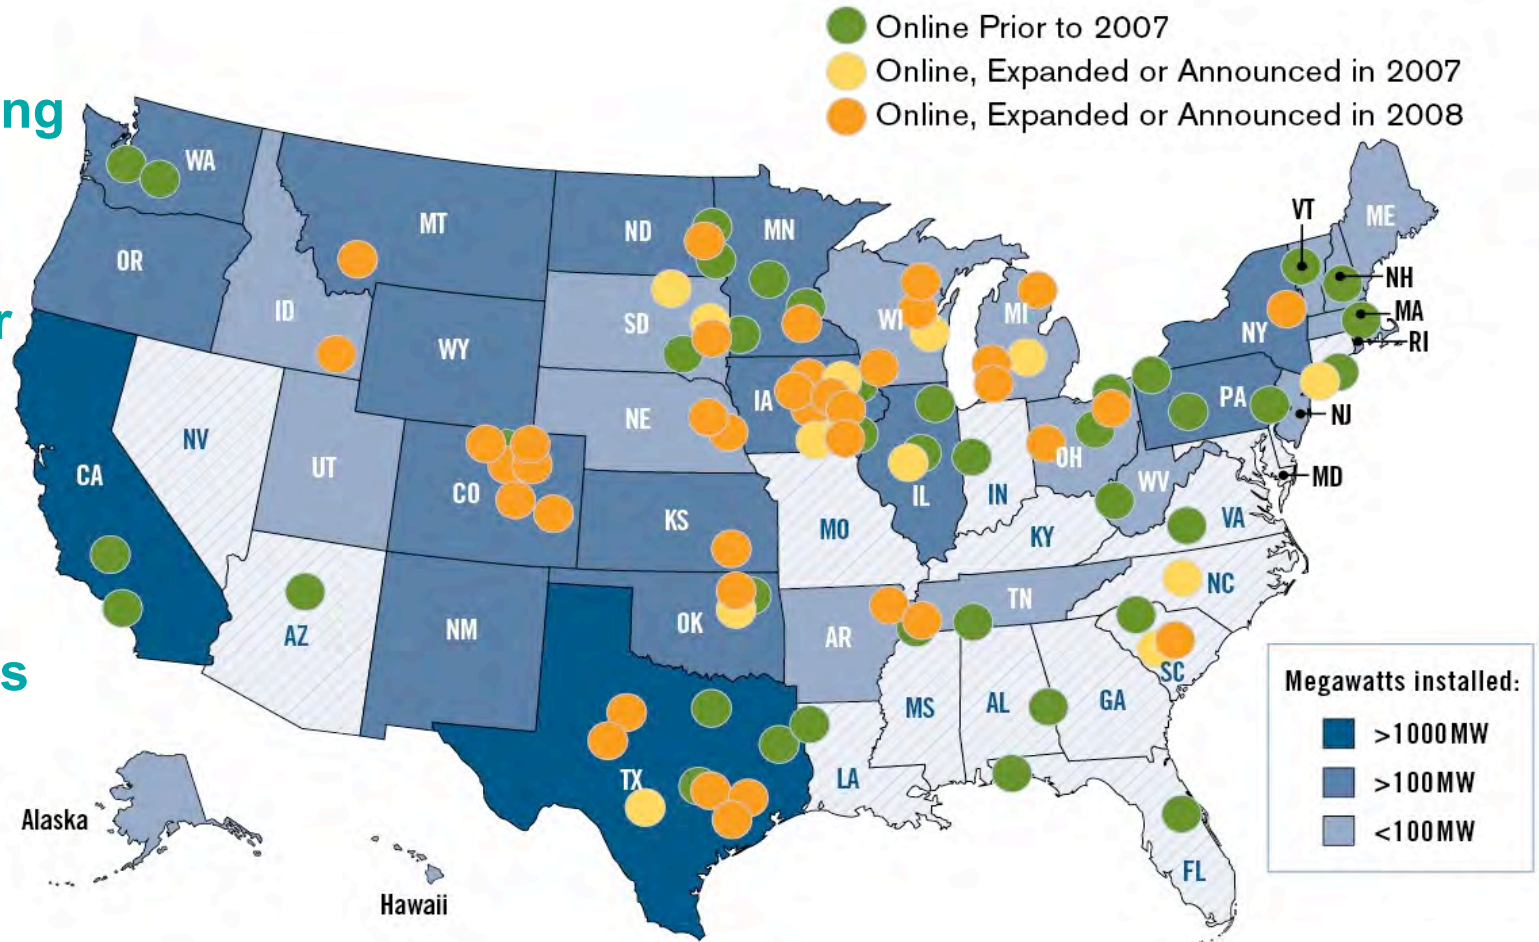 Online Prior to 2007
Online, Expanded or Announced in 2007
Online, Expanded or Announced in 2008
ng
r
s
WA
OR
MT
ID
ND
MN
SD
WY
WI
MI
VT
ME
NH
MA
RI
NY
NE
IA
PA
NJ
NV
UT
CA
CO
KS
MO
IL
IN
OH
WV
MD
VA
KY
NC
TN
AZ
NM
OK
AR
SC
MS
AL
GA
TX
LA
FL
Alaska
Hawaii
Megawatts installed:
>1000MW
>100MW
<100MW